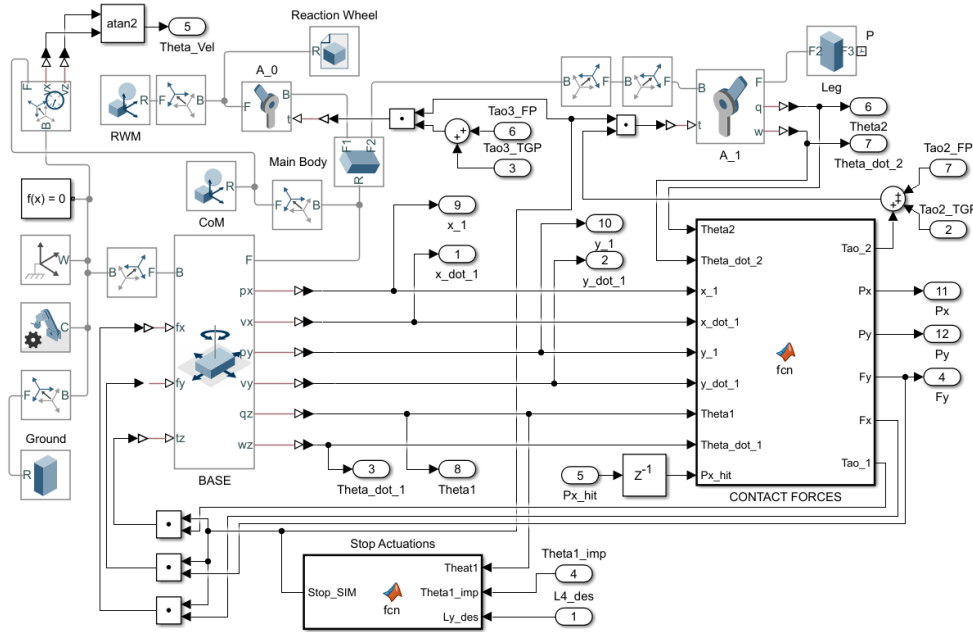 Reaction Wheel
R
atan2
5
Theta_Vel
F
vx
vz
B
RWM
R
F
B
A_0
F
B
t
B
F
B
F
B
F
q
w
t
A_1
F2
F3
P
Leg
6
Theta2
7
Theta_dot_2
Tao3_FP
6
Tao3_TGP
3
Tao2_FP
7
Tao2_TGP
2
Main Body
F1
F2
R
CoM
R
F
B
f(x) = 0
W
C
B
F
F
B
Ground
R
B
F
px
vx
py
vy
qz
wz
fx
fy
tz
BASE
9
x_1
1
x_dot_1
10
y_1
2
y_dot_1
3
Theta_dot_1
8
Theta1
Theta2
Theta_dot_2
x_1
x_dot_1
y_1
y_dot_1
Theta1
Theta_dot_1
Px_hit
fcn
Tao_2
Px
Py
Fy
Fx
Tao_1
CONTACT FORCES
11
Px
12
Py
4
Fy
5
Px_hit
Z-1
Stop Actuations
Stop_SIM
fcn
Theat1
Theta1_imp
Ly_des
Theta1_imp
4
L4_des
1